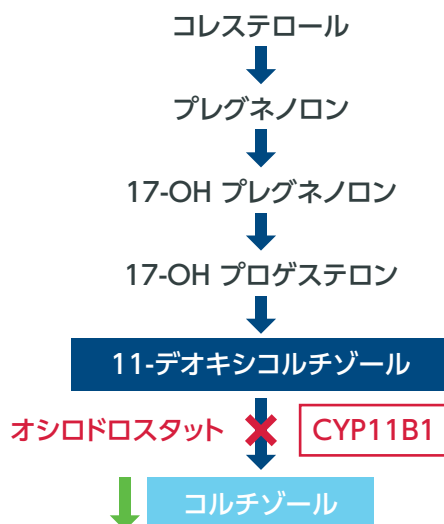 コレステロール
プレグネノロン
17-OH プレグネノロン
17-OH プロゲステロン
11-デオキシコルチゾール
オシロドロスタット
CYP11B1
コルチゾール